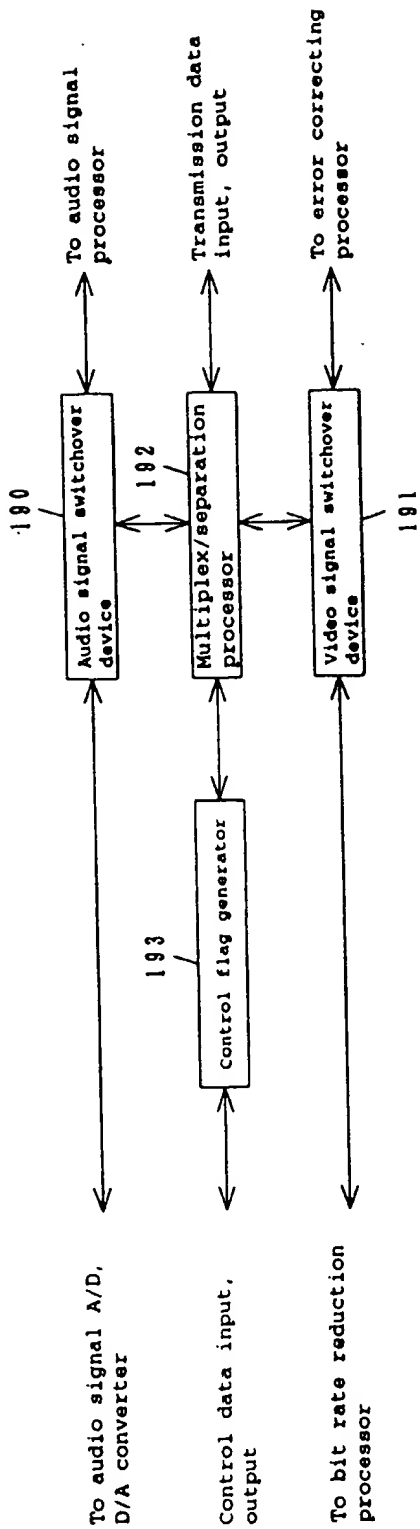 190
To audio signal A/D,
D/A converter
Audio signal switchover
device
To audio signal
processor
193
192
Control data input,
output
Control flag generator
Multiplex/separation
processor
Transmission data
input, output
To bit rate reduction
processor
Video signal switchover
device
To error correcting
processor
191